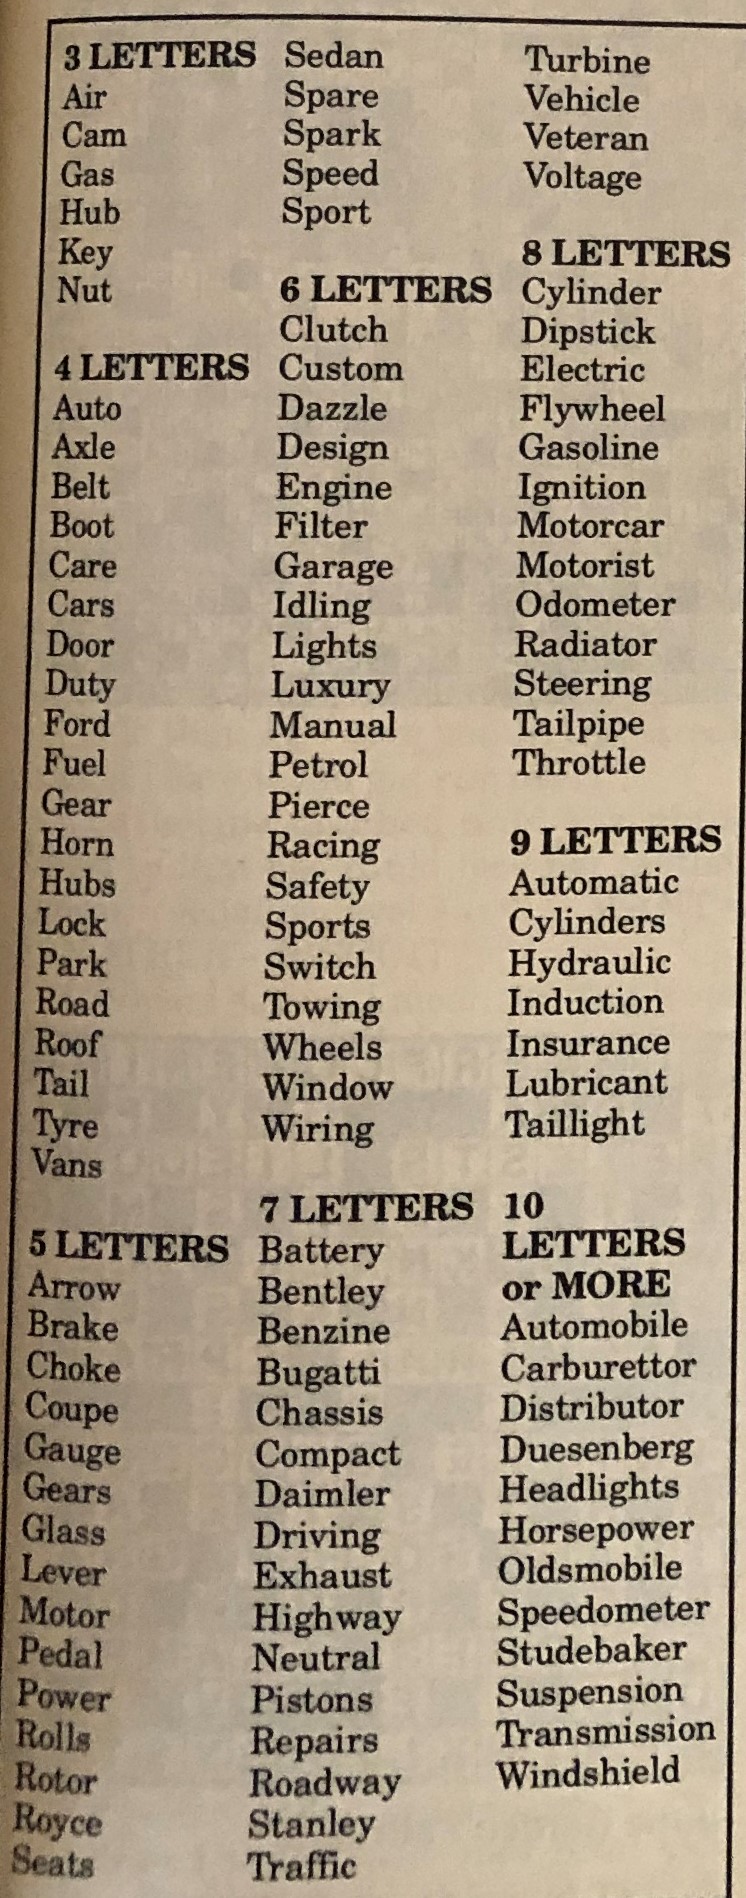 3 LETTERS
Air
Cam
Gas
Hub
Key
Nut
4 LETTERS
Auto
Axle
Belt
Boot
Care
Cars
Door
Duty
Ford
Fuel
Gear
Horn
Hubs
Lock
Park
Road
Roof
Tail
Tyre
Vans
5 LETTERS
Arrow
Brake
Choke
Coupe
Gauge
Gears
Glass
Lever
Motor
Pedal
Power
Rolls
Rotor
Royce
Seats
Sedan
Spare
Spark
Speed
Sport
6 LETTERS
Clutch
Custom
Dazzle
Design
Engine
Filter
Garage
Idling
Lights
Luxury
Manual
Petrol
Pierce
Racing
Safety
Sports
Switch
Towing
Wheels
Window
Wiring
7 LETTERS
Battery
Bentley
Benzine
Bugatti
Chassis
Compact
Daimler
Driving
Exhaust
Highway
Neutral
Pistons
Repairs
Roadway
Stanley
Traffic
Turbine
Vehicle
Veteran
Voltage
8 LETTERS
Cylinder
Dipstick
Electric
Flywheel
Gasoline
Ignition
Motorcar
Motorist
Odometer
Radiator
Steering
Tailpipe
Throttle
9 LETTERS
Automatic
Cylinders
Hydraulic
Induction
Insurance
Lubricant
Taillight
10
LETTERS
or MORE
Automobile
Carburettor
Distributor
Duesenberg
Headlights
Horsepower
Oldsmobile
Speedometer
Studebaker
Suspension
Transmission
Windshield